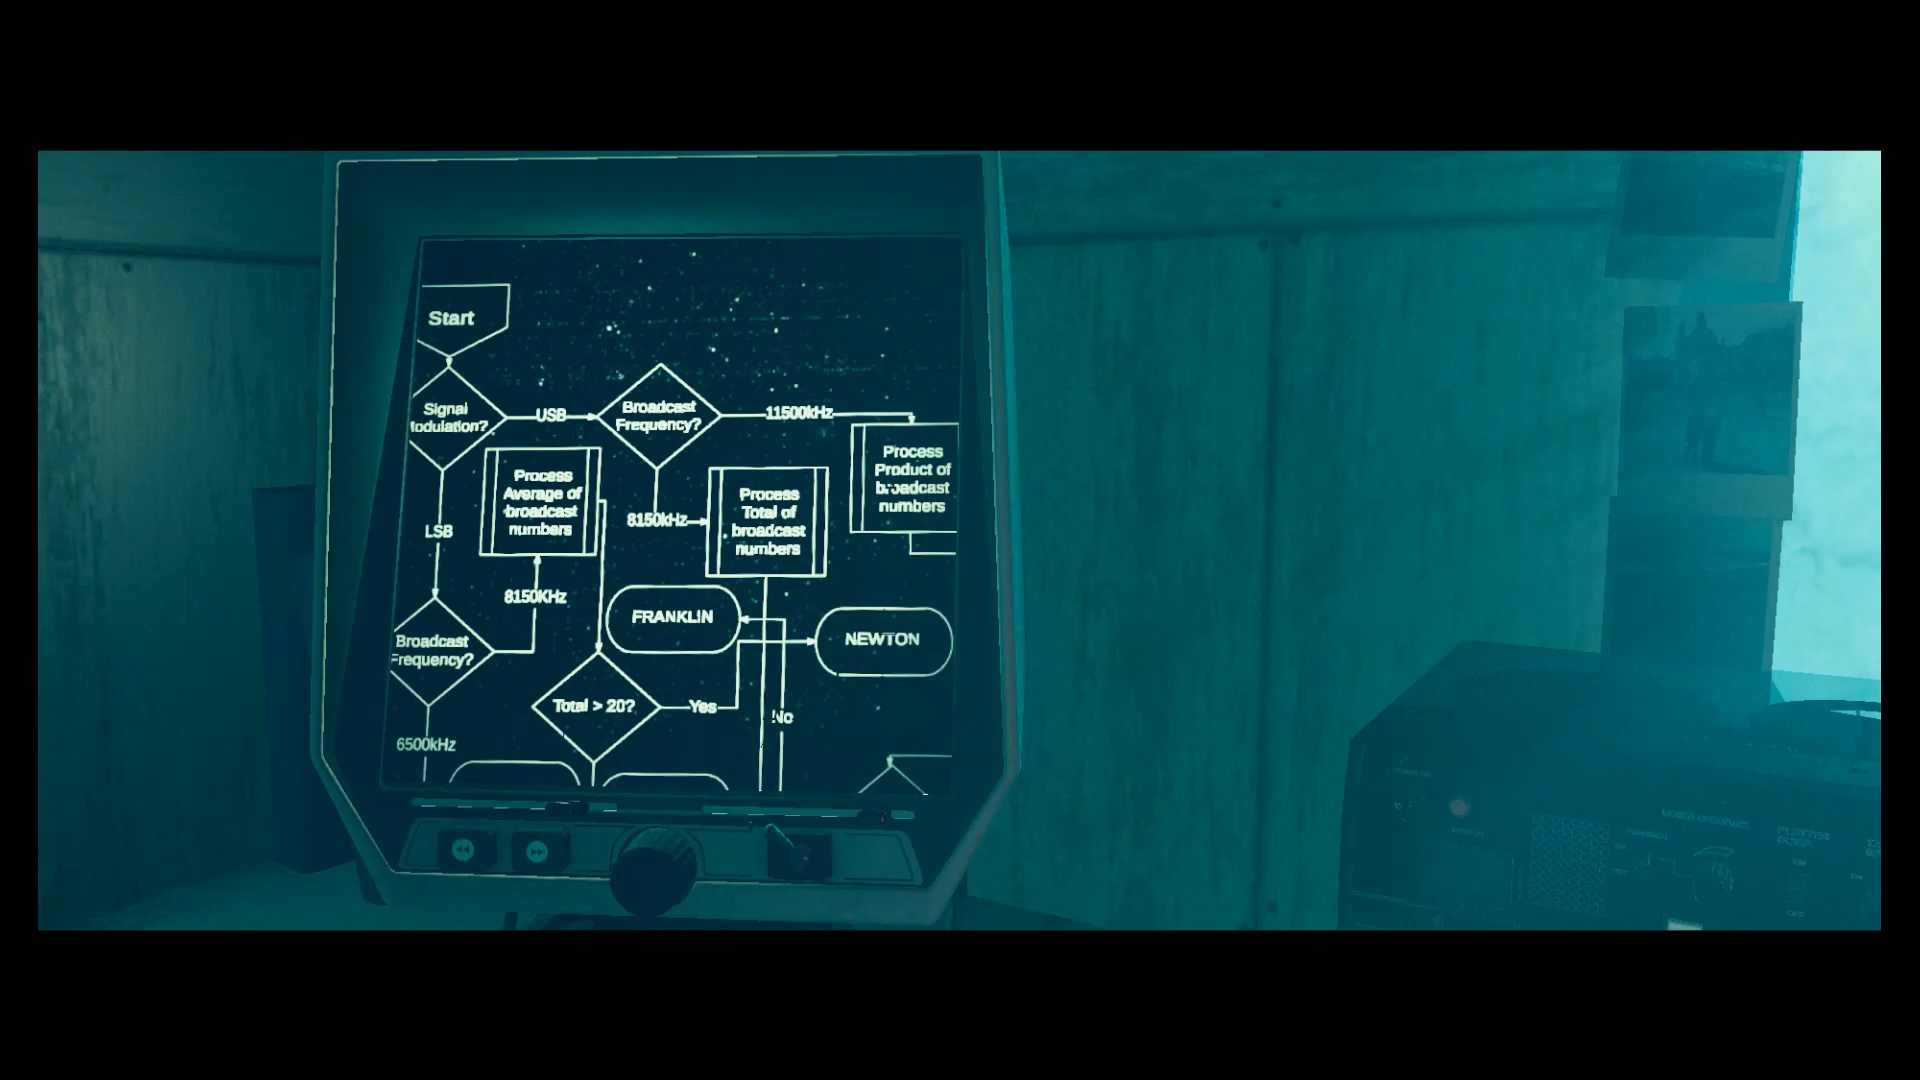 Start
Signal
Modulation?
USB
Broadcast
Frequency?
11500kHz
Process
Product of
broadcast
numbers
Process
Average of
broadcast
numbers
8150kHz
Process
Total of
broadcast
numbers
LSB
8150KHz
FRANKLIN
NEWTON
Broadcast
Frequency?
Total > 20?
Yes
No
6500kHz